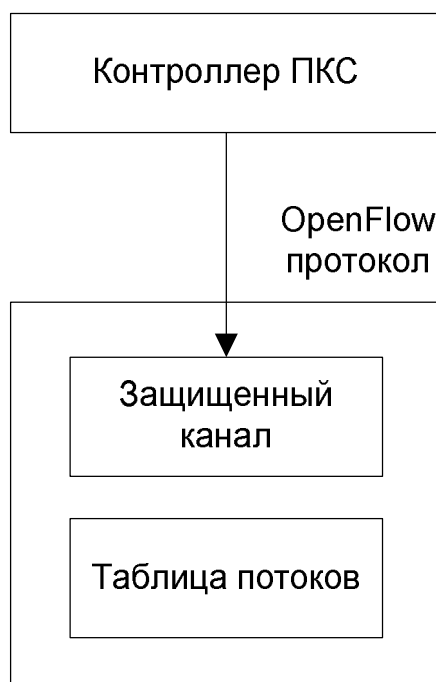 Контроллер ПКС
OpenFlow
протокол
Защищенный
канал
Таблица потоков